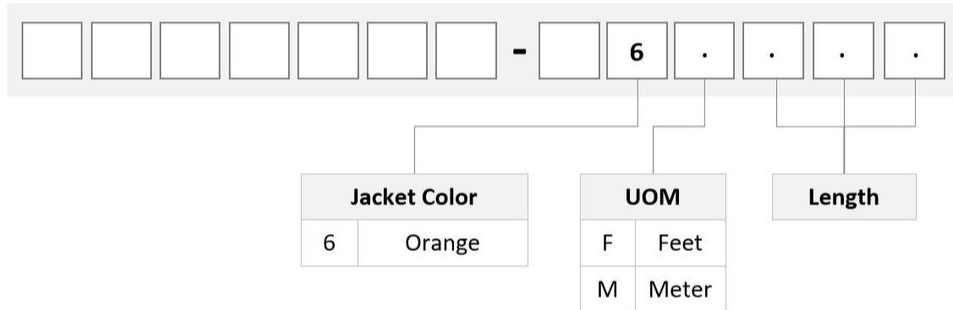 - 6 . . . .
Jacket Color UOM Length
6 Orange F Feet
M Meter